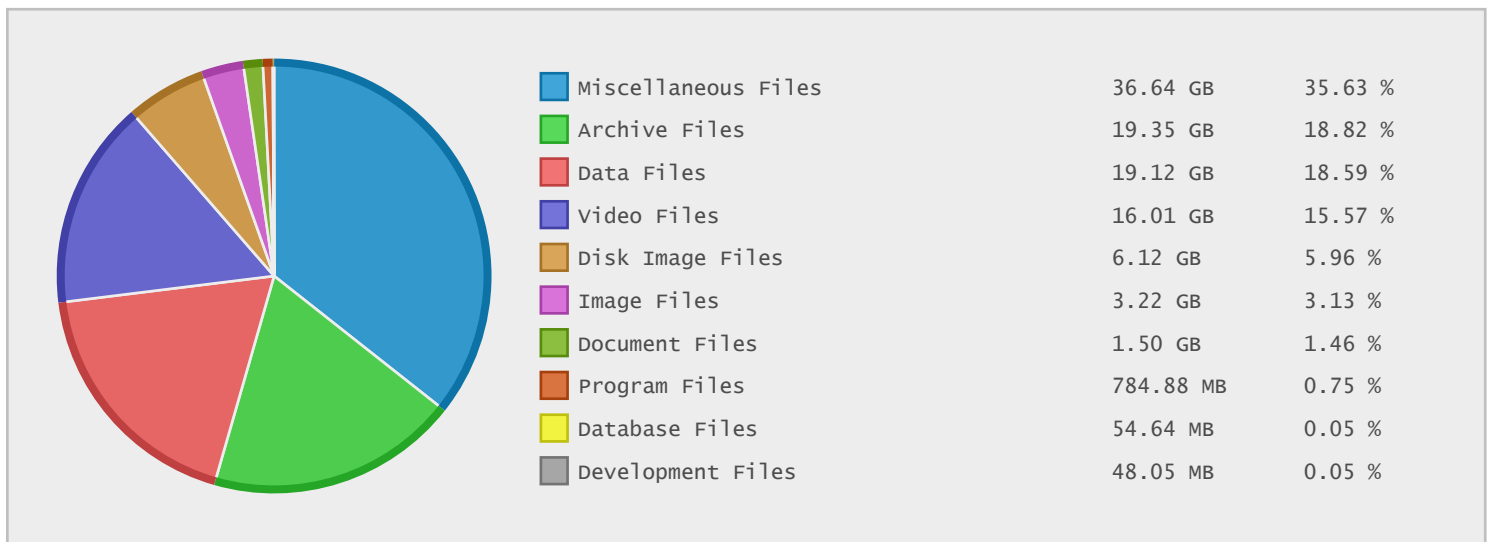 Miscellaneous Files 36.64 GB 35.63 %
Archive Files 19.35 GB 18.82 %
Data Files 19.12 GB 18.59 %
Video Files 16.01 GB 15.57 %
Disk Image Files 6.12 GB 5.96 %
Image Files 3.22 GB 3.13 %
Document Files 1.50 GB 1.46 %
Program Files 784.88 MB 0.75 %
Database Files 54.64 MB 0.05 %
Development Files 48.05 MB 0.05 %